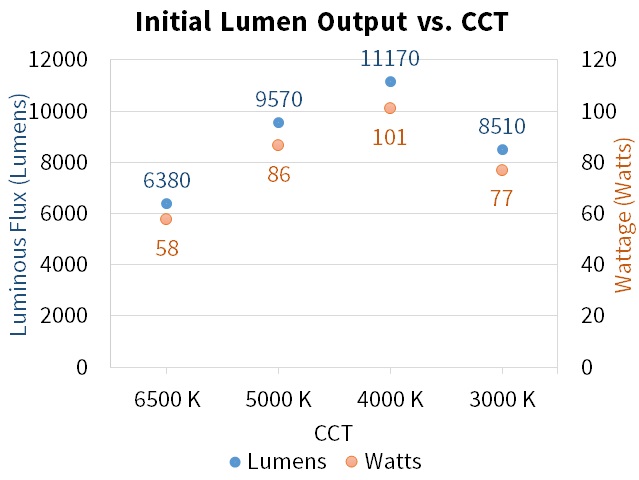 Initial Lumen Output vs. CCT
12000
10000
8000
6000
4000
2000
0
Luminous Flux (Lumens)
6380
9570
11170
8510
58
86
101
77
120
100
80
60
40
20
0
Wattage (Watts)
6500 K
5000 K
4000 K
3000 K
CCT
Lumens
Watts